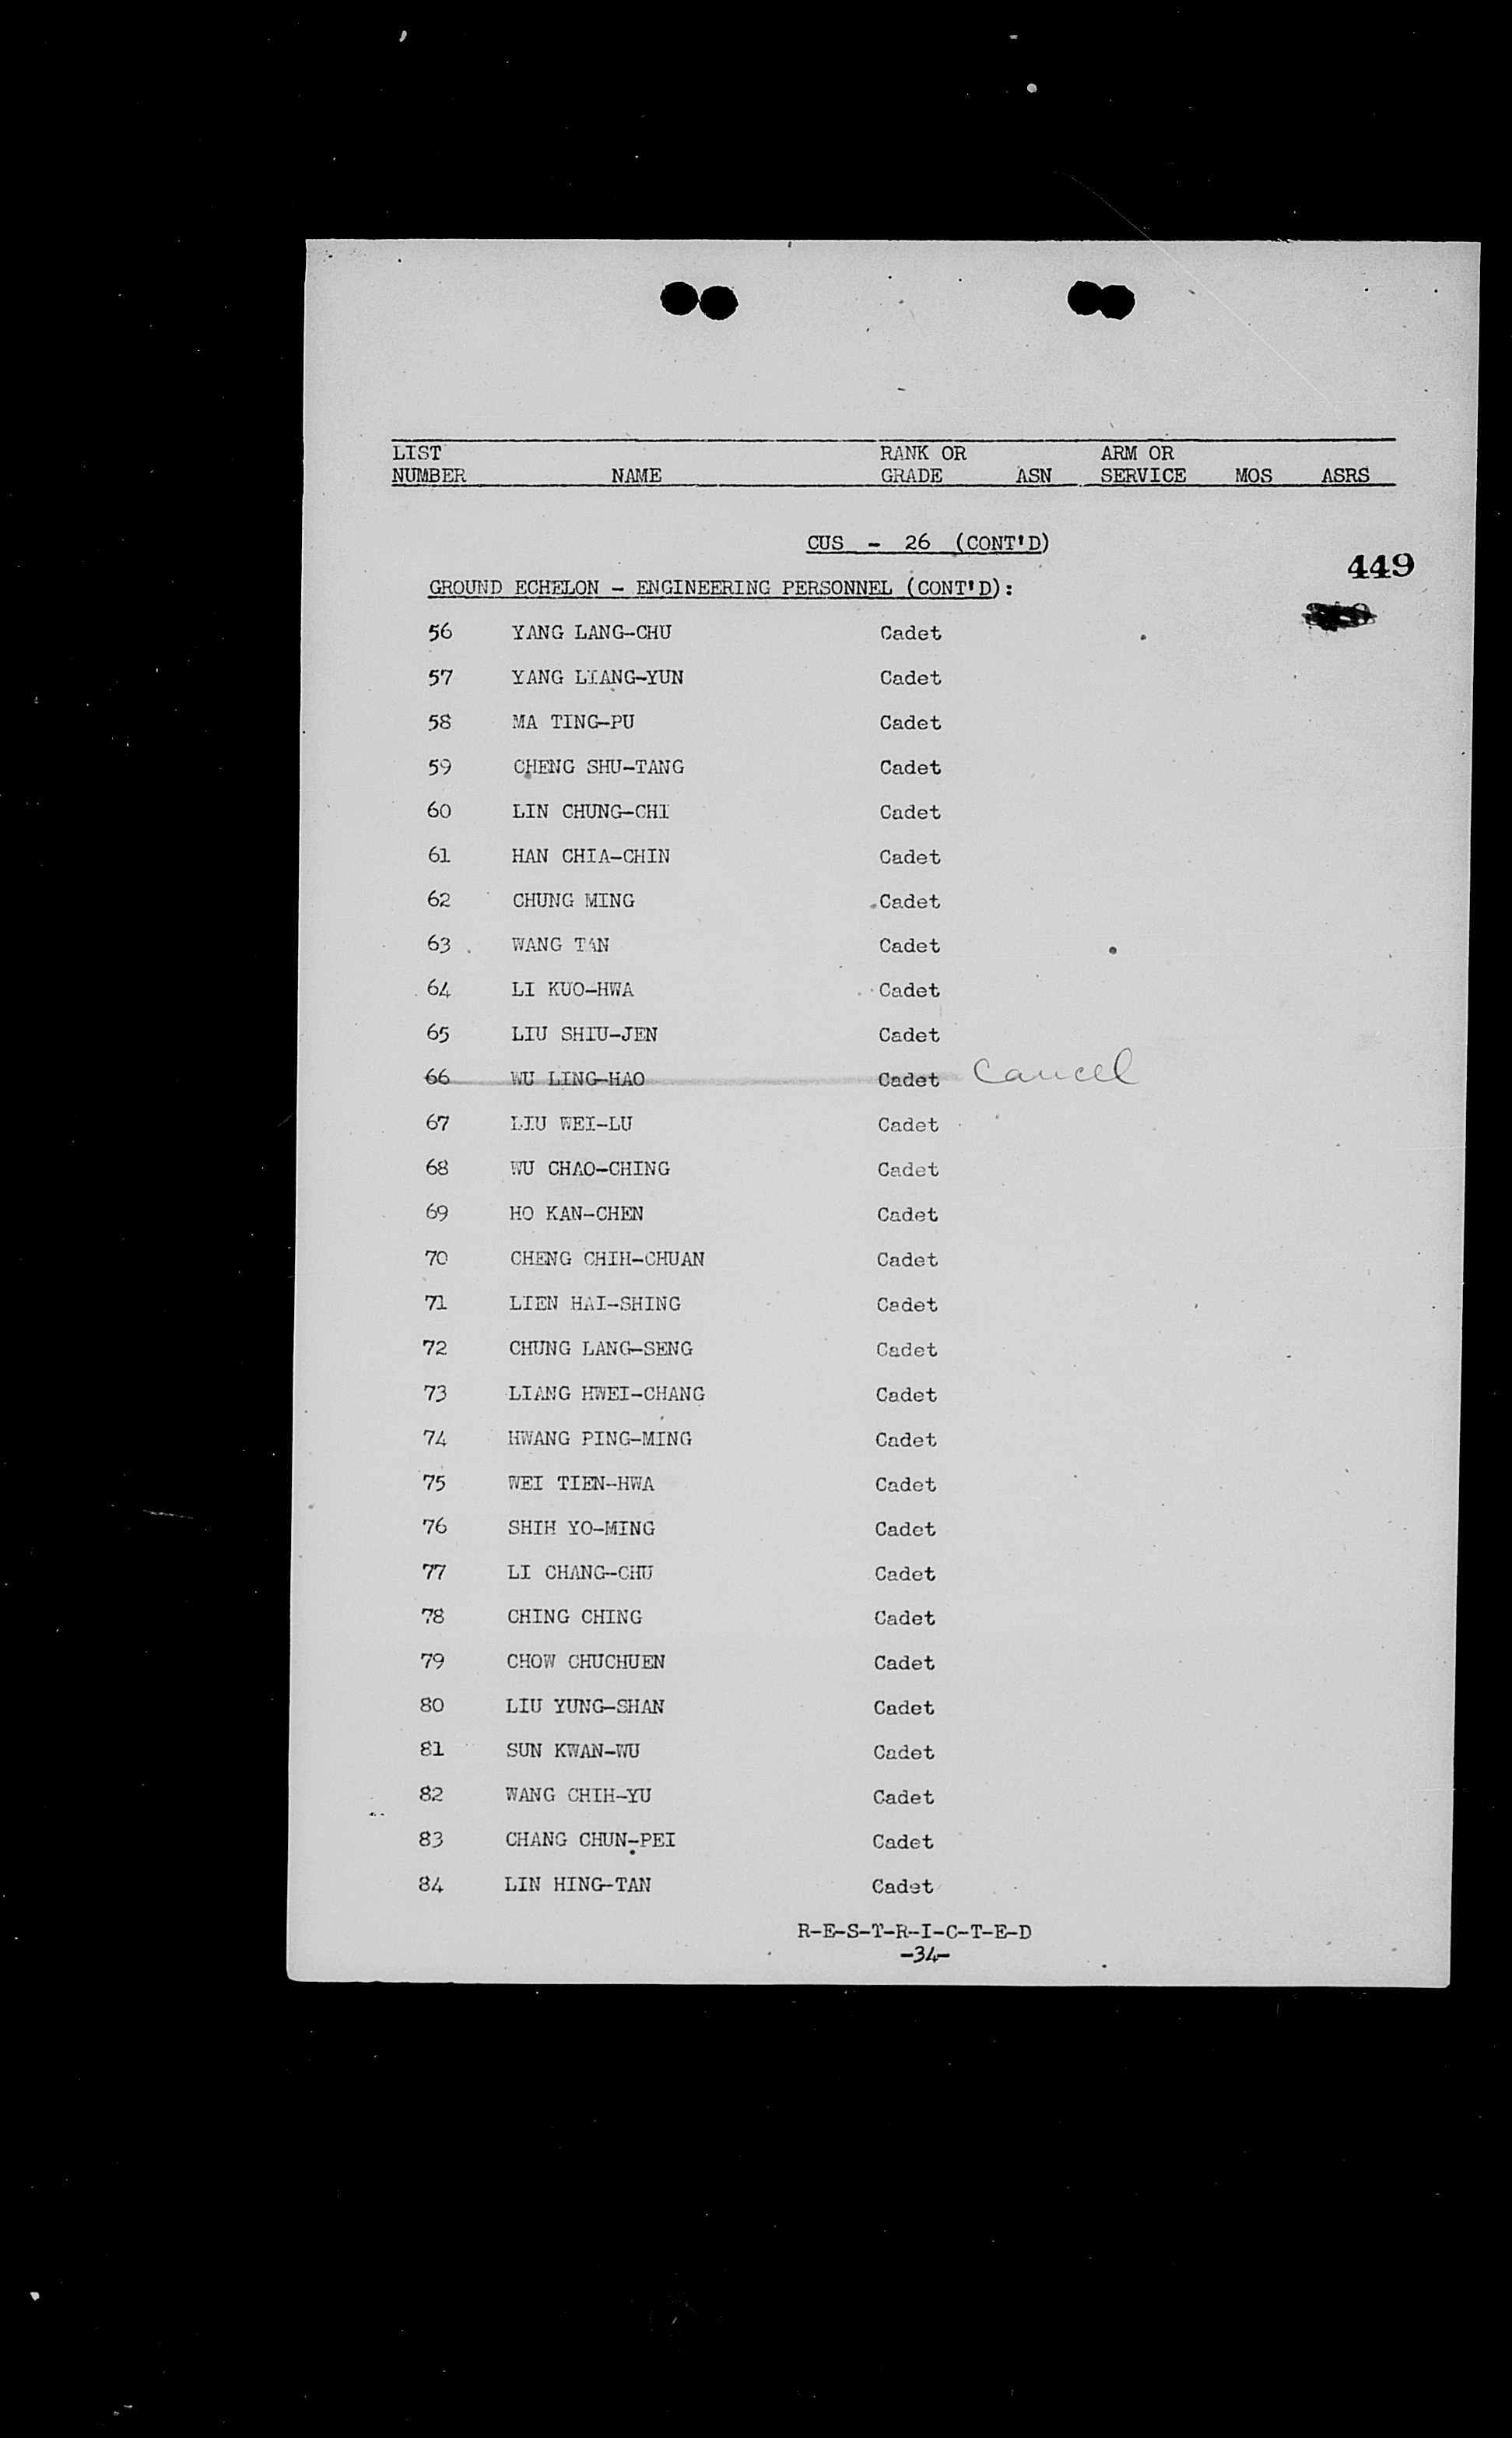 LIST RANK OR ARM OR
NUMBER NAME GRADE ASN SERVICE MOS ASRS
CUS - 26 (CONT'D)
449
GROUND ECHELON - ENGINEERING PERSONNEL (CONT'D):
56 YANG LANG-CHU Cadet
57 YANG LIANG-YUN Cadet
58 MA TING-PU Cadet
59 CHENG SHU-TANG Cadet
60 LIN CHUNG-CHI Cadet
61 HAN CHIA-CHIN Cadet
62 CHUNG MING Cadet
63 WANG TAN Cadet
64 LI KUO-HWA Cadet
65 LIU SHIU-JEN Cadet
66 WU LING-HAO Cadet Cancel
67 LIU WEI-LU Cadet
68 WU CHAO-CHING Cadet
69 HO KAN-CHEN Cadet
70 CHENG CHIH-CHUAN Cadet
71 LIEN HAI-SHING Cadet
72 CHUNG LANG-SENG Cadet
73 LIANG HWEI-CHANG Cadet
74 HWANG PING-MING Cadet
75 WEI TIEN-HWA Cadet
76 SHIH YO-MING Cadet
77 LI CHANG-CHU Cadet
78 CHING CHING Cadet
79 CHOW CHUCHUEN Cadet
80 LIU YUNG-SHAN Cadet
81 SUN KWAN-WU Cadet
82 WANG CHIH-YU Cadet
83 CHANG CHUN-PEI Cadet
84 LIN HING-TAN Cadet
R-E-S-T-R-I-C-T-E-D
-34-